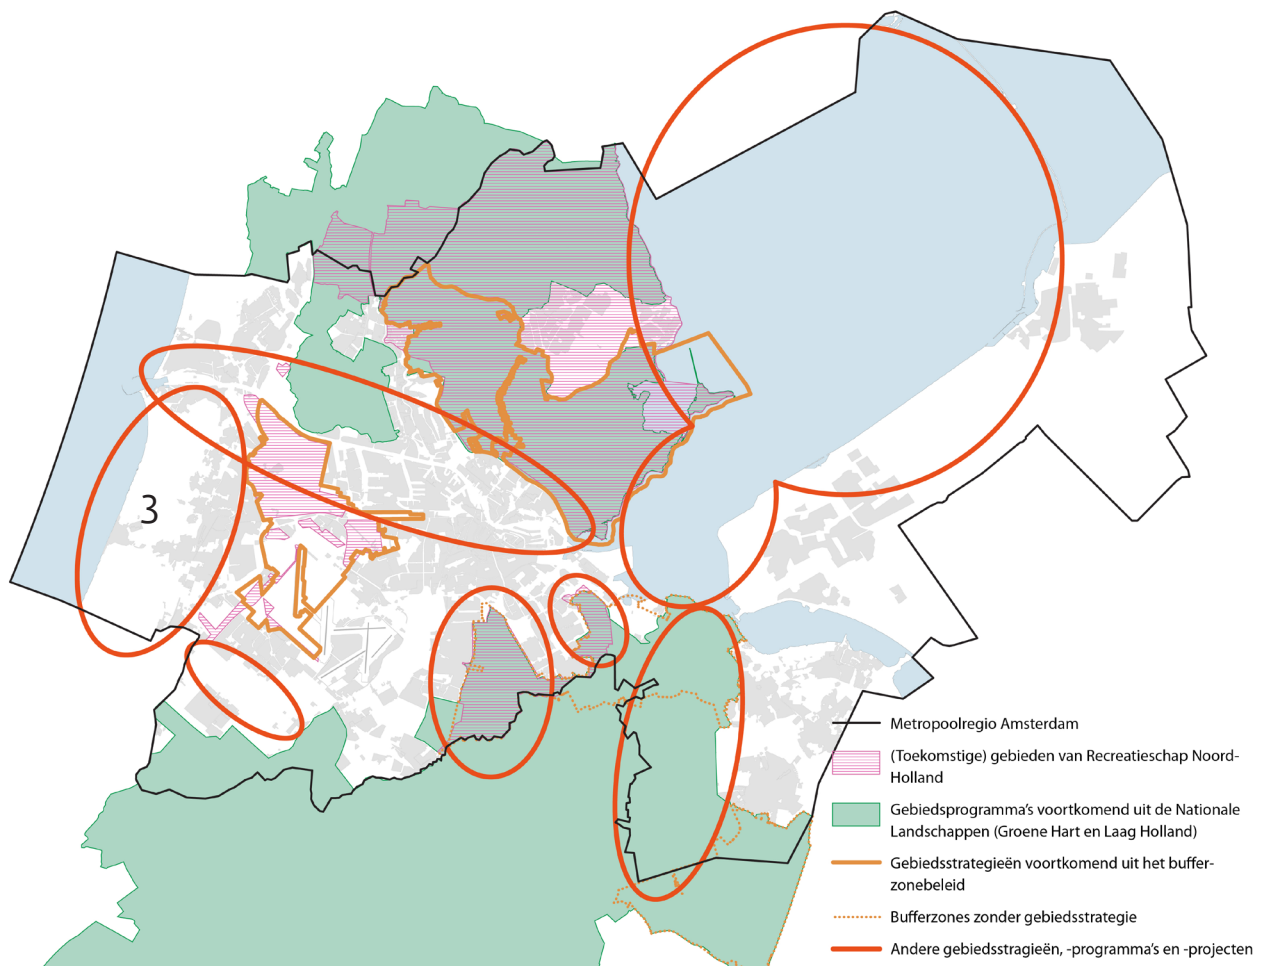 3
Metropoolregio Amsterdam
(Toekomstige) gebieden van Recreatieschap Noord-
Holland
Gebiedsprogramma's voortkomend uit de Nationale
Landschappen (Groene Hart en Laag Holland)
Gebiedsstrategieën voortkomend uit het buffer-
zonebeleid
Bufferzones zonder gebiedsstrategie
Andere gebiedsstragieën, -programma's en -projecten